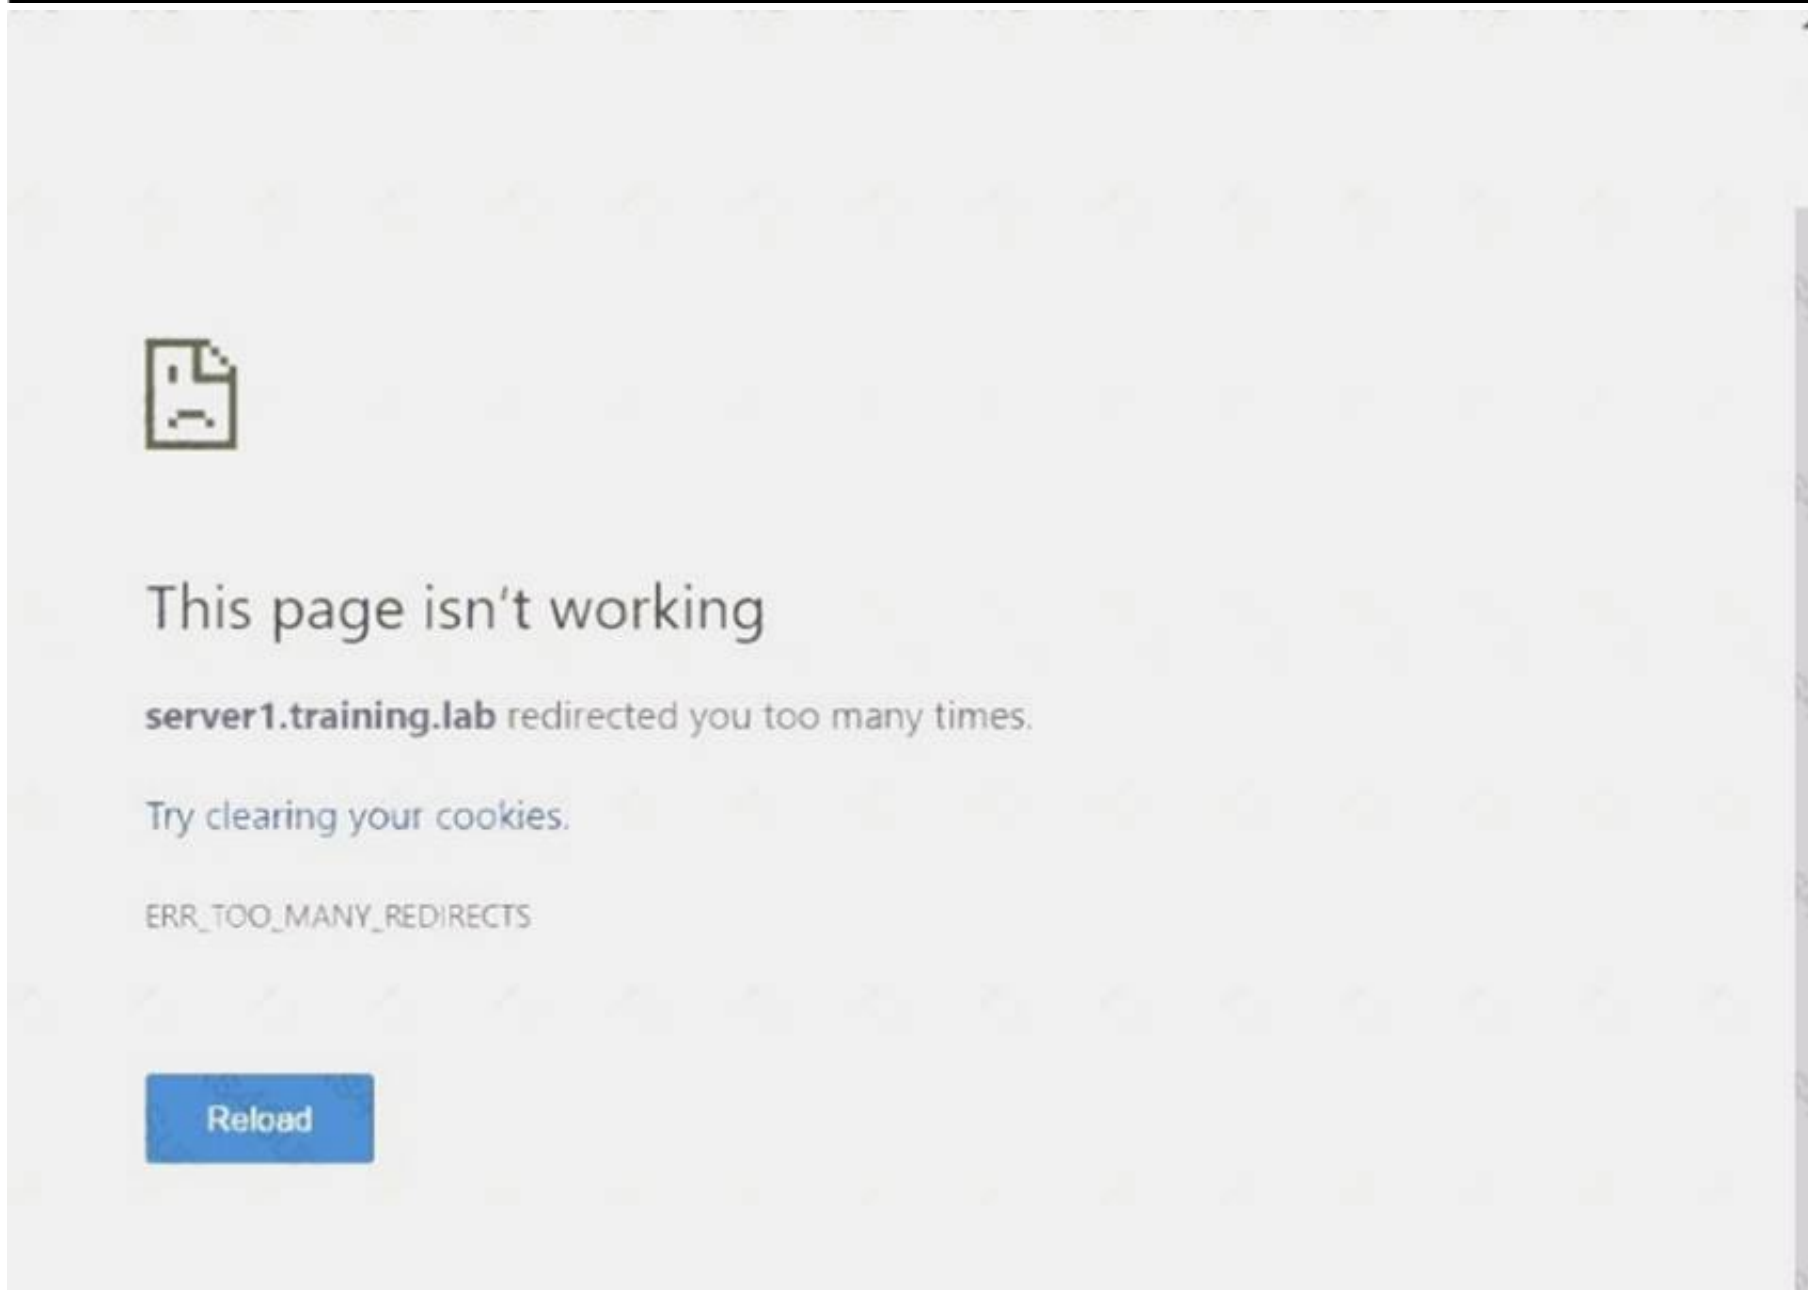 This page isn't working
server1.training.lab redirected you too many times.
Try clearing your cookies.
ERR_TOO_MANY_REDIRECTS
Reload